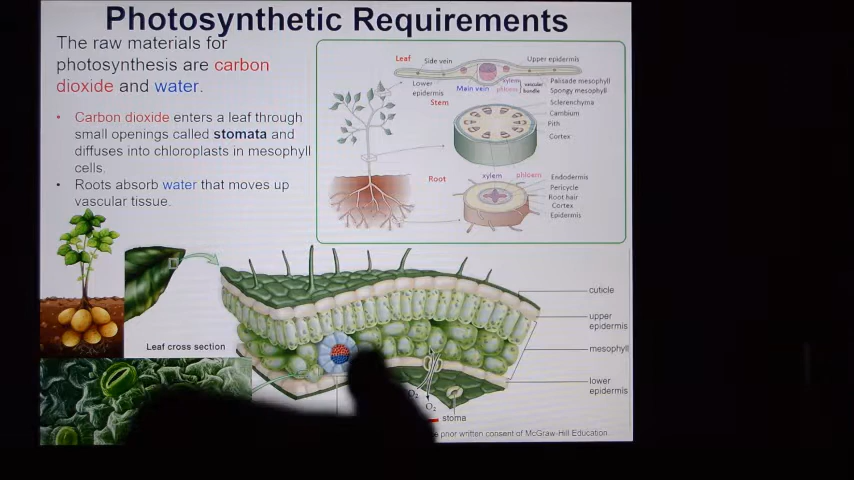 Photosynthetic Requirements
The raw materials for
photosynthesis are carbon
dioxide and water.
• Carbon dioxide enters a leaf through
small openings called stomata and
diffuses into chloroplasts in mesophyll
cells.
• Roots absorb water that moves up
vascular tissue.
Leaf
Side vein
Upper epidermis
Lower
epidermis
Main vein
xylem
phloem
vascular
bundle
Palisade mesophyll
Spongy mesophyll
Stem
Sclerenchyma
Cambium
Pith
Cortex
Root
xylem
phloem
Endodermis
Pericycle
Root hair
Cortex
Epidermis
Leaf cross section
cuticle
upper
epidermis
mesophyll
lower
epidermis
O2
O2
stoma
prior written consent of McGraw-Hill Education.